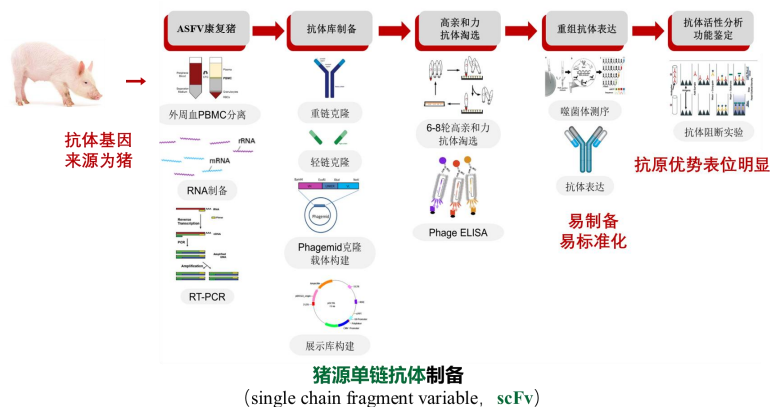 ASFV康复猪
抗体库制备
高亲和力
抗体淘选
重组抗体表达
抗体活性分析
功能鉴定
抗体基因
来源为猪
外周血PBMC分离
rRNA
mRNA
RNA制备
Reverse
Transcription
PCR
Amplification
RT-PCR
重链克隆
轻链克隆
Phagemid
Phagemid克隆
载体构建
展示库构建
6-8轮高亲和力
抗体淘选
Phage ELISA
噬菌体测序
抗体表达
易制备
易标准化
抗体阻断实验
抗原优势表位明显
猪源单链抗体制备
（single chain fragment variable，scFv）